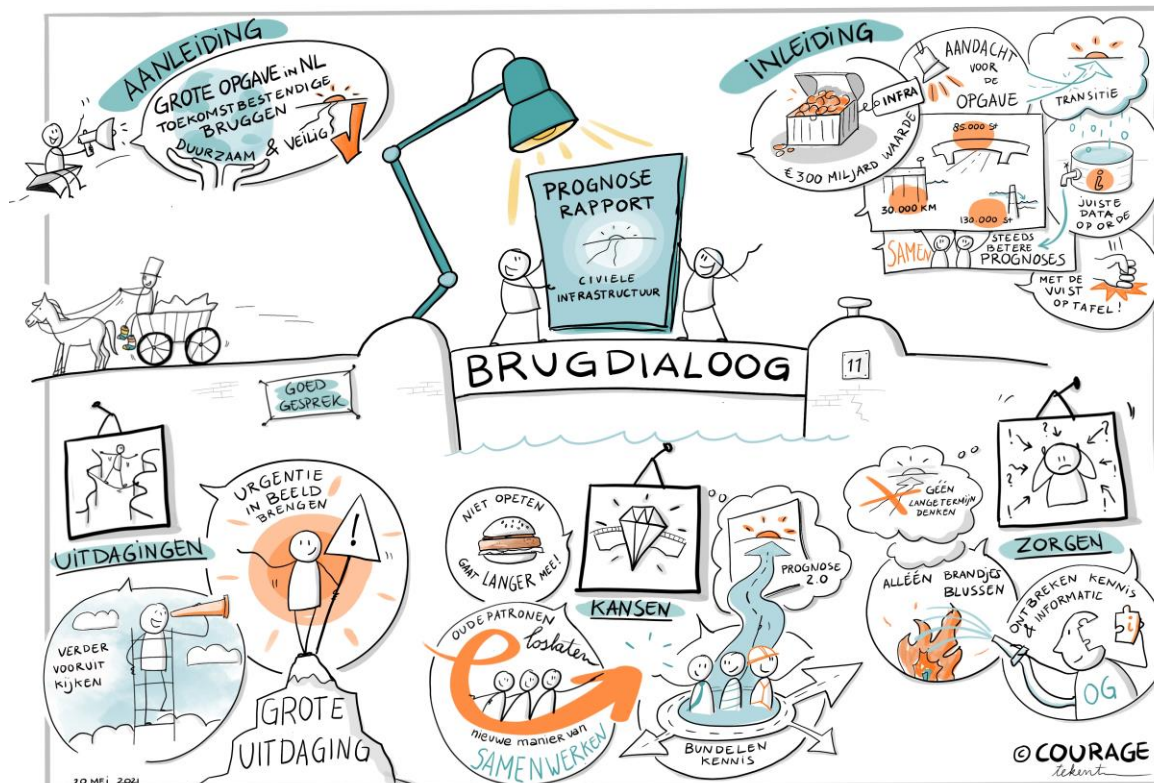 AANLEIDING
GROTE OPGAVE in NL
TOEKOMSTBESTENDIGE
BRUGGEN
DUURZAAM & VEILIG
INLEIDING
INFRA
€ 300 MILJARD WAARDE
AANDACHT
VOOR
DE
OPGAVE
TRANSITIE
85.000 St
30.000 KM
130.000 St
i
JUISTE
DATA
OP ORDE
SAMEN
STEEDS
BETERE
PROGNOSES
MET DE
VUIST
OP TAFEL!
PROGNOSE
RAPPORT
CIVIELE
INFRASTRUCTUUR
BRUGDIALOOG
11
GOED
GESPREK
UITDAGINGEN
VERDER
VOORUIT
KIJKEN
URGENTIE
IN BEELD
BRENGEN
!
GROTE
UITDAGING
NIET OPETEN
GAAT LANGER MEE!
KANSEN
OUDE PATRONEN
loslaten
nieuwe manier van
SAMENWERKEN
PROGNOSE
2.0
BUNDELEN
KENNIS
ZORGEN
GÉÉN
LANGETERMIJN
DENKEN
ALLÉÉN BRANDJES
BLUSSEN
ONTBREKEN KENNIS
& INFORMATIE
i
OG
20 MEI 2021
© COURAGE
tekent